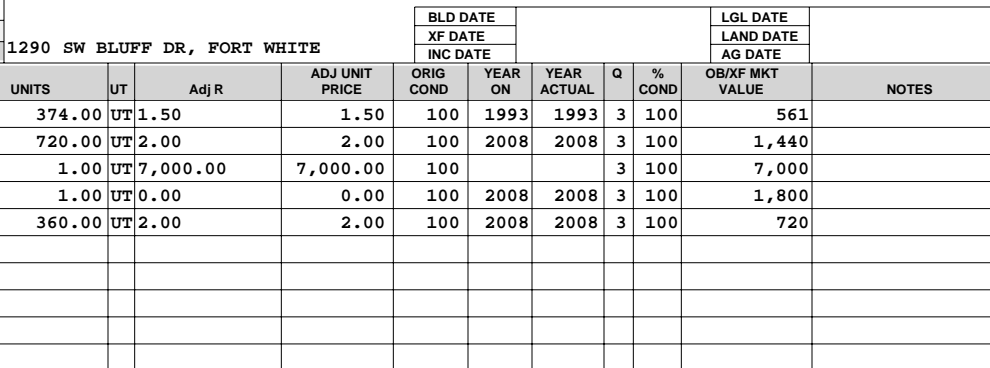 BLD DATE LGL DATE
XF DATE LAND DATE
1290 SW BLUFF DR, FORT WHITE INC DATE AG DATE
UNITS UT Adj R ADJ UNIT PRICE ORIG COND YEAR ON YEAR ACTUAL Q % COND OB/XF MKT VALUE NOTES
374.00 UT 1.50 1.50 100 1993 1993 3 100 561
720.00 UT 2.00 2.00 100 2008 2008 3 100 1,440
1.00 UT 7,000.00 7,000.00 100 3 100 7,000
1.00 UT 0.00 0.00 100 2008 2008 3 100 1,800
360.00 UT 2.00 2.00 100 2008 2008 3 100 720